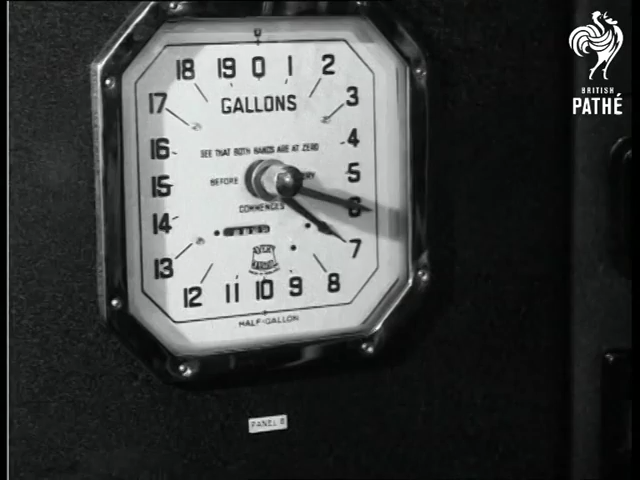 0
18 19 0 1 2
17 GALLONS 3
16 SEE THAT BOTH HANDS ARE AT ZERO 4
15 BEFORE 5
14 COMMENCES 6
13 7
12 11 10 9 8
HALF-GALLON
PANEL 8
BRITISH
PATHÉ